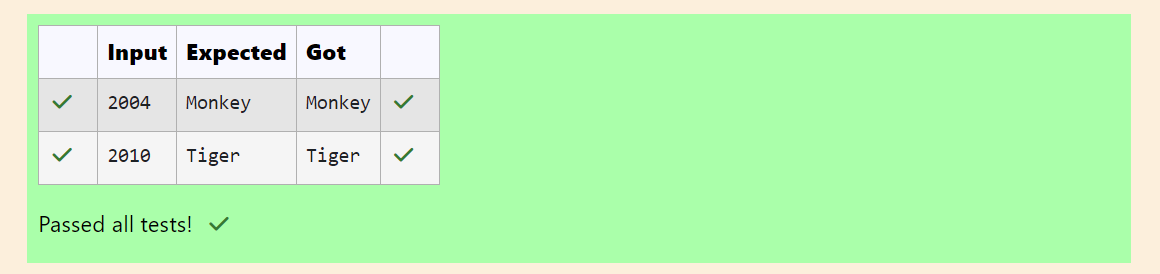 Input Expected Got
2004 Monkey Monkey
2010 Tiger Tiger
Passed all tests!